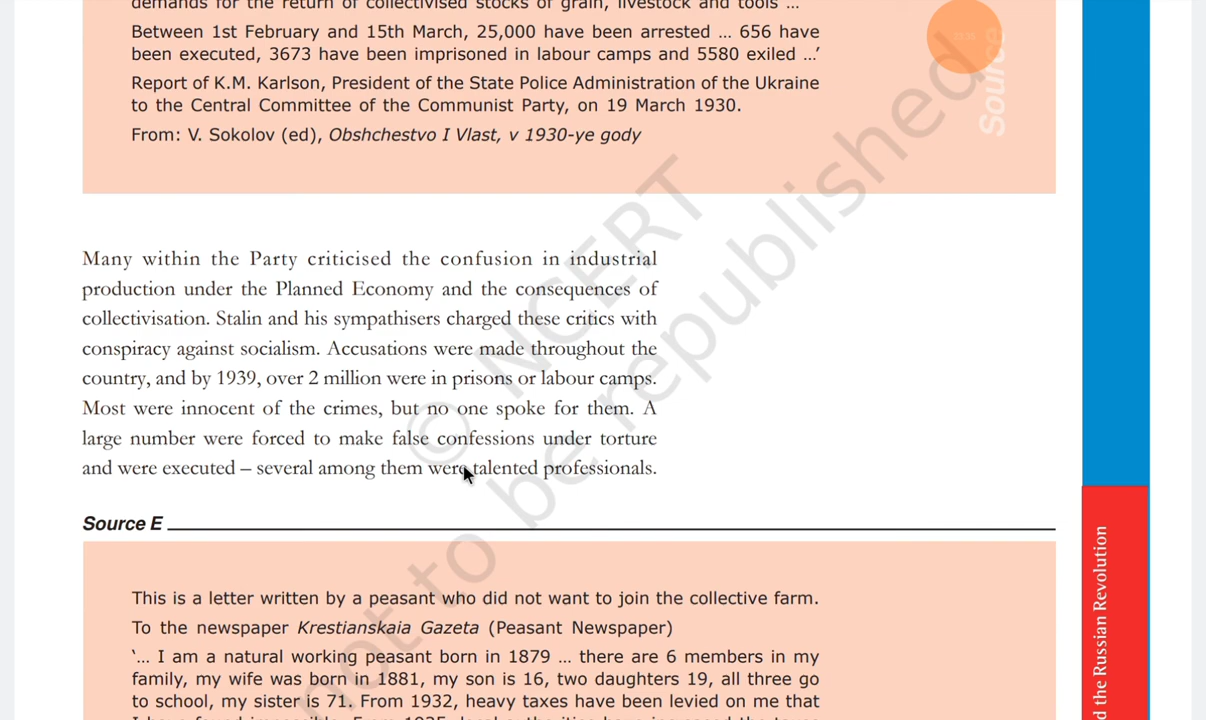 demands for the return of collectivised stocks of grain, livestock and tools ...
Between 1st February and 15th March, 25,000 have been arrested ... 656 have
been executed, 3673 have been imprisoned in labour camps and 5580 exiled ...’
Report of K.M. Karlson, President of the State Police Administration of the Ukraine
to the Central Committee of the Communist Party, on 19 March 1930.
From: V. Sokolov (ed), Obshchestvo I Vlast, v 1930-ye gody
Source
Many within the Party criticised the confusion in industrial
production under the Planned Economy and the consequences of
collectivisation. Stalin and his sympathisers charged these critics with
conspiracy against socialism. Accusations were made throughout the
country, and by 1939, over 2 million were in prisons or labour camps.
Most were innocent of the crimes, but no one spoke for them. A
large number were forced to make false confessions under torture
and were executed – several among them were talented professionals.
© NCERT
not to be republished
Source E
This is a letter written by a peasant who did not want to join the collective farm.
To the newspaper Krestianskaia Gazeta (Peasant Newspaper)
‘... I am a natural working peasant born in 1879 ... there are 6 members in my
family, my wife was born in 1881, my son is 16, two daughters 19, all three go
to school, my sister is 71. From 1932, heavy taxes have been levied on me that
d the Russian Revolution